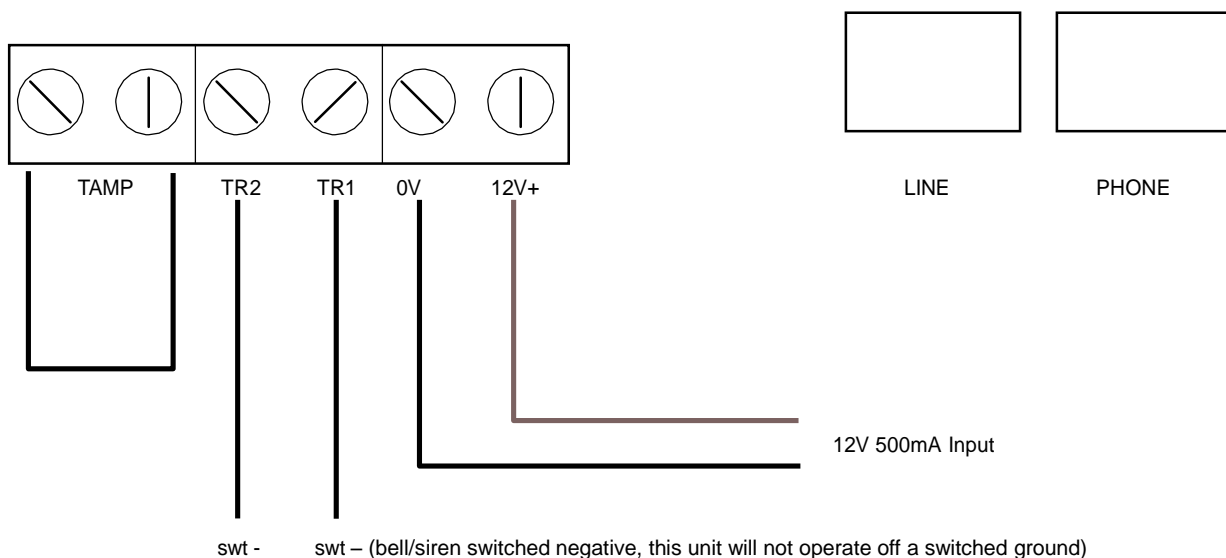 TAMP TR2 TR1 0V 12V+ LINE PHONE
12V 500mA Input
swt - swt – (bell/siren switched negative, this unit will not operate off a switched ground)